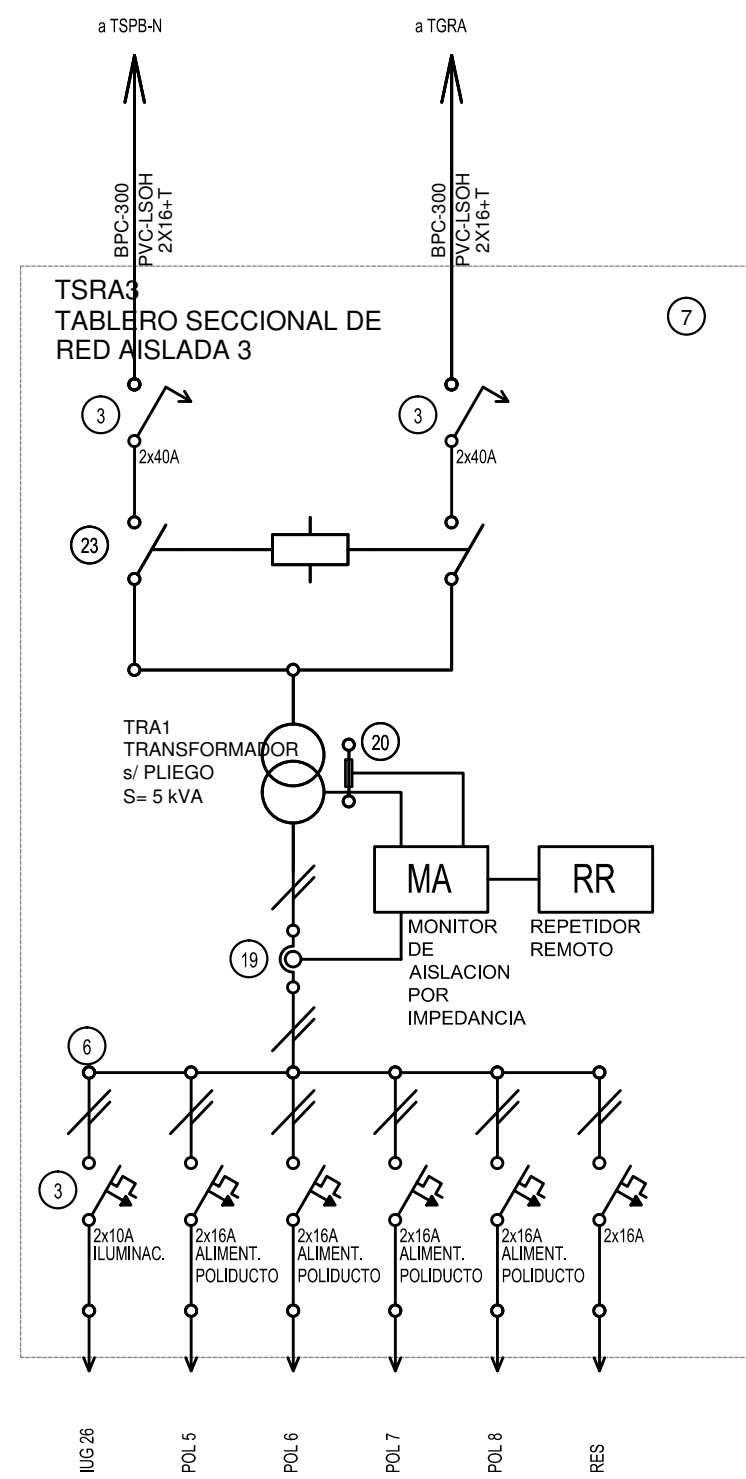 a TSPB-N
a TGRA
BPC-300
PVC-LSOH
2X16+T
BPC-300
PVC-LSOH
2X16+T
TSRA3
TABLERO SECCIONAL DE
RED AISLADA 3
7
3
2x40A
3
2x40A
23
TRA1
TRANSFORMADOR
s/ PLIEGO
S= 5 kVA
20
MA
RR
MONITOR
DE
AISLACION
POR
IMPEDANCIA
REPETIDOR
REMOTO
19
6
3
2x10A
ILUMINAC.
2x16A
ALIMENT.
POLIDUCTO
2x16A
ALIMENT.
POLIDUCTO
2x16A
ALIMENT.
POLIDUCTO
2x16A
ALIMENT.
POLIDUCTO
2x16A
IUG 26
POL 5
POL 6
POL 7
POL 8
RES